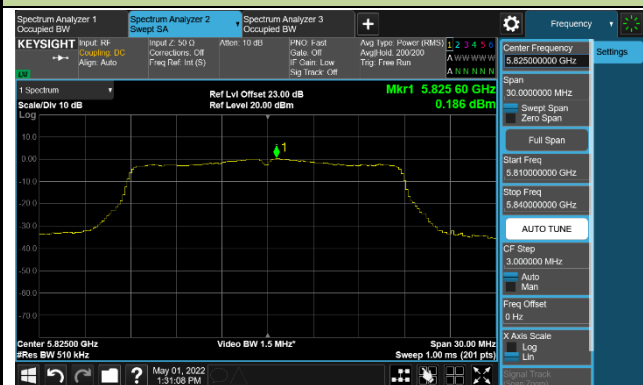 Spectrum Analyzer 1
Occupied BW
Spectrum Analyzer 2
Swept SA
Spectrum Analyzer 3
Occupied BW
+
Frequency
KEYSIGHT
Input: RF
Coupling: DC
Align: Auto
Input Z: 50 Ω
Corrections: Off
Freq Ref: Int (S)
Atten: 10 dB
PNO: Fast
Gate: Off
IF Gain: Low
Sig Track: Off
Avg Type: Power (RMS)
Avg|Hold: 200/200
Trig: Free Run
1 2 3 4 5 6
A W W W W W
A N N N N N
LXI
1 Spectrum
Scale/Div 10 dB
Log
Ref Lvl Offset 23.00 dB
Ref Level 20.00 dBm
Mkr1 5.825 60 GHz
0.186 dBm
10.0
0.00
-10.0
-20.0
-30.0
-40.0
-50.0
-60.0
-70.0
1
Center 5.82500 GHz
#Res BW 510 kHz
Video BW 1.5 MHz*
Span 30.00 MHz
Sweep 1.00 ms (201 pts)
Center Frequency
5.825000000 GHz
Settings
Span
30.0000000 MHz
Swept Span
Zero Span
Full Span
Start Freq
5.810000000 GHz
Stop Freq
5.840000000 GHz
AUTO TUNE
CF Step
3.000000 MHz
Auto
Man
Freq Offset
0 Hz
X Axis Scale
Log
Lin
Signal Track
?
May 01, 2022
1:31:08 PM